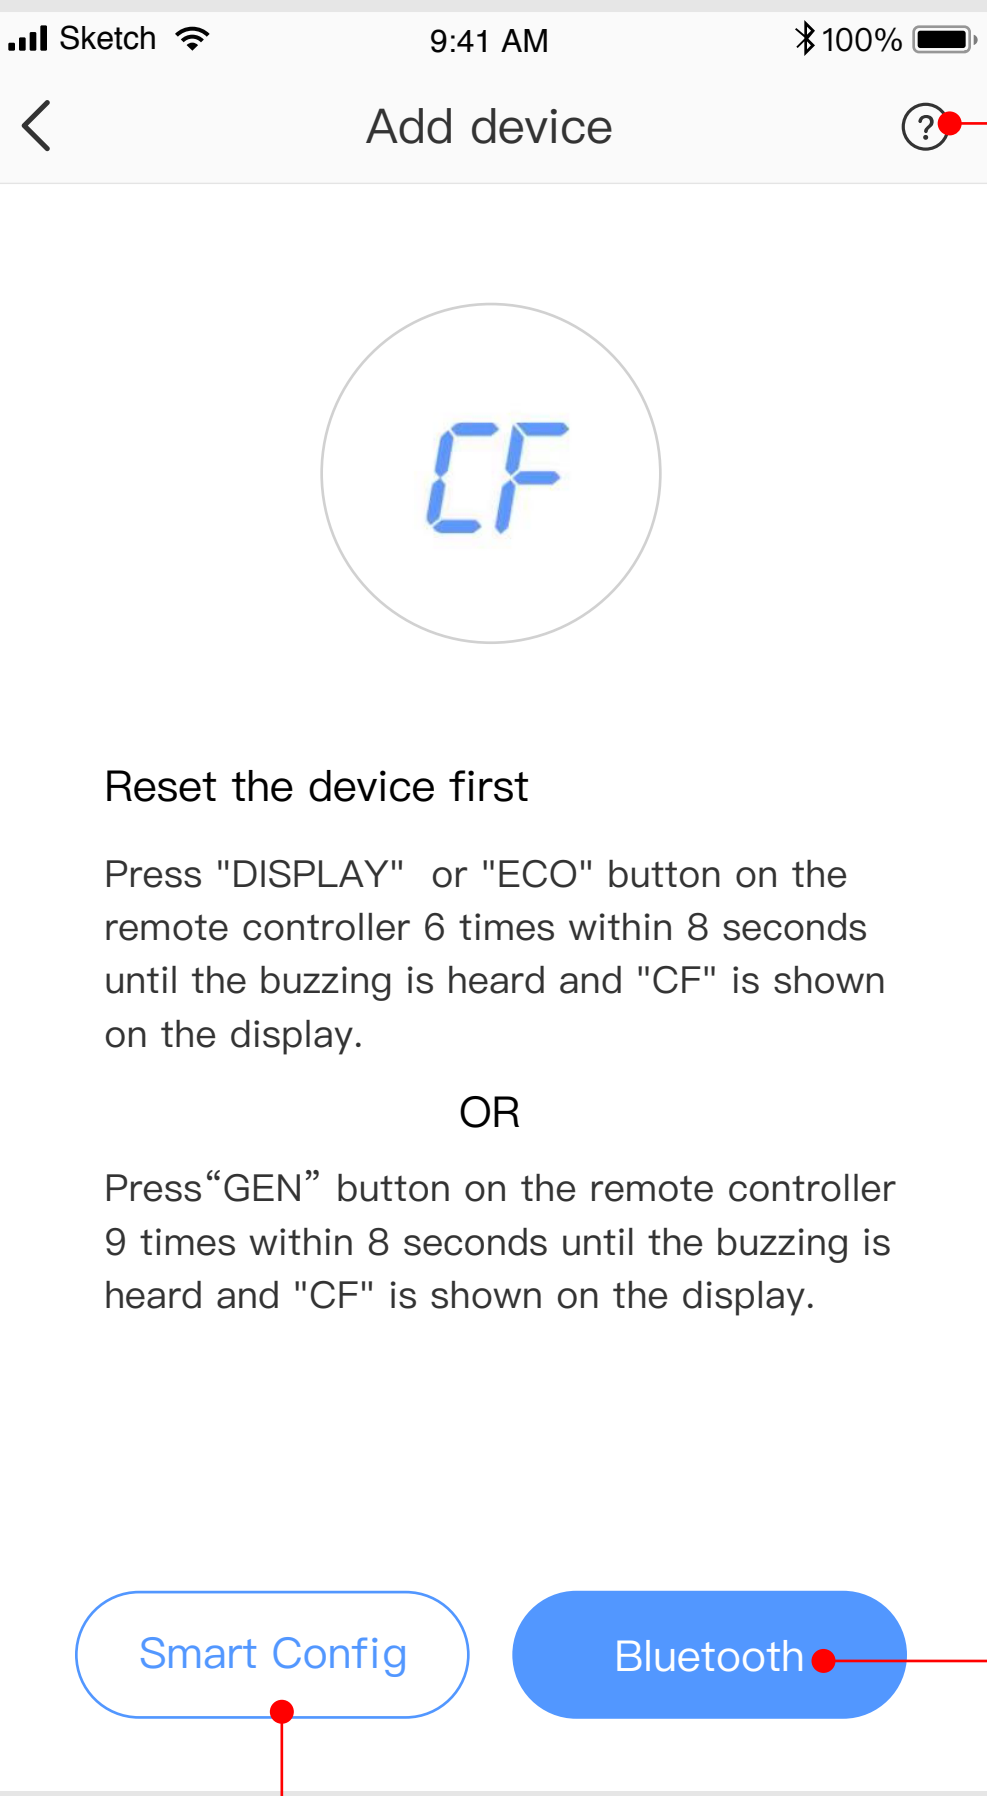 Sketch 9:41 AM 100%
Add device ?
CF
Reset the device first
Press "DISPLAY" or "ECO" button on the
remote controller 6 times within 8 seconds
until the buzzing is heard and "CF" is shown
on the display.
OR
Press“GEN” button on the remote controller
9 times within 8 seconds until the buzzing is
heard and "CF" is shown on the display.
Smart Config Bluetooth